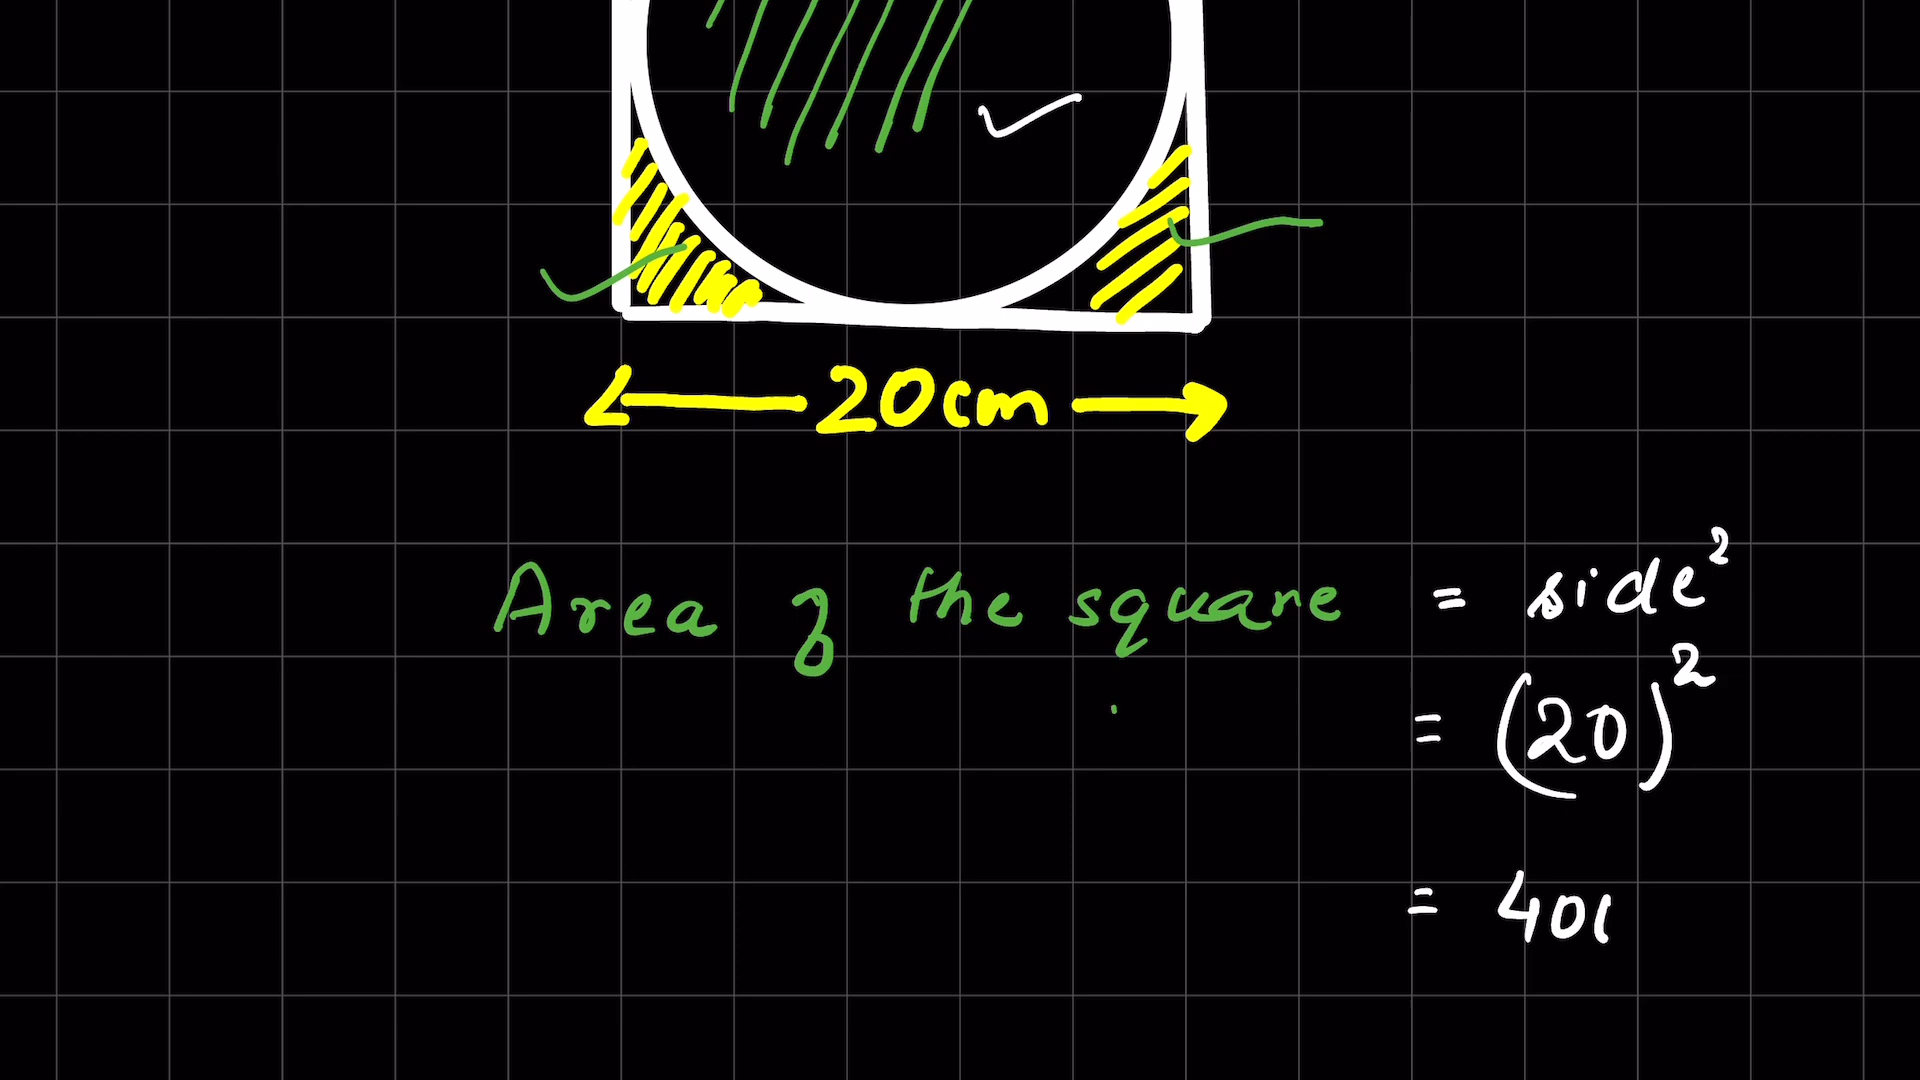 20cm
Area of the square = side²
= (20)²
= 40(